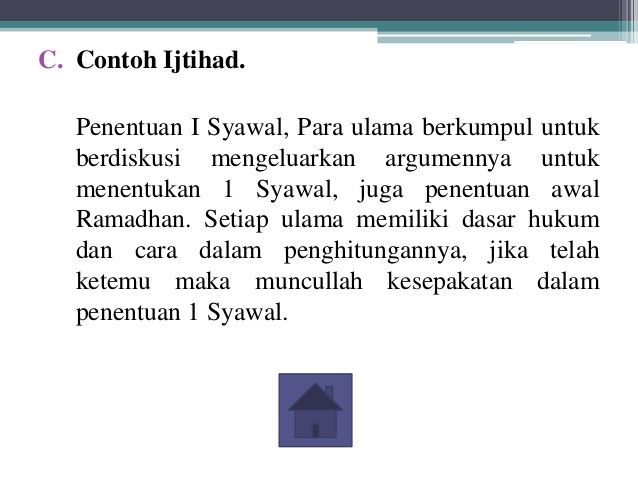 C. Contoh Ijtihad.
Penentuan I Syawal, Para ulama berkumpul untuk
berdiskusi mengeluarkan argumennya untuk
menentukan 1 Syawal, juga penentuan awal
Ramadhan. Setiap ulama memiliki dasar hukum
dan cara dalam penghitungannya, jika telah
ketemu maka muncullah kesepakatan dalam
penentuan 1 Syawal.